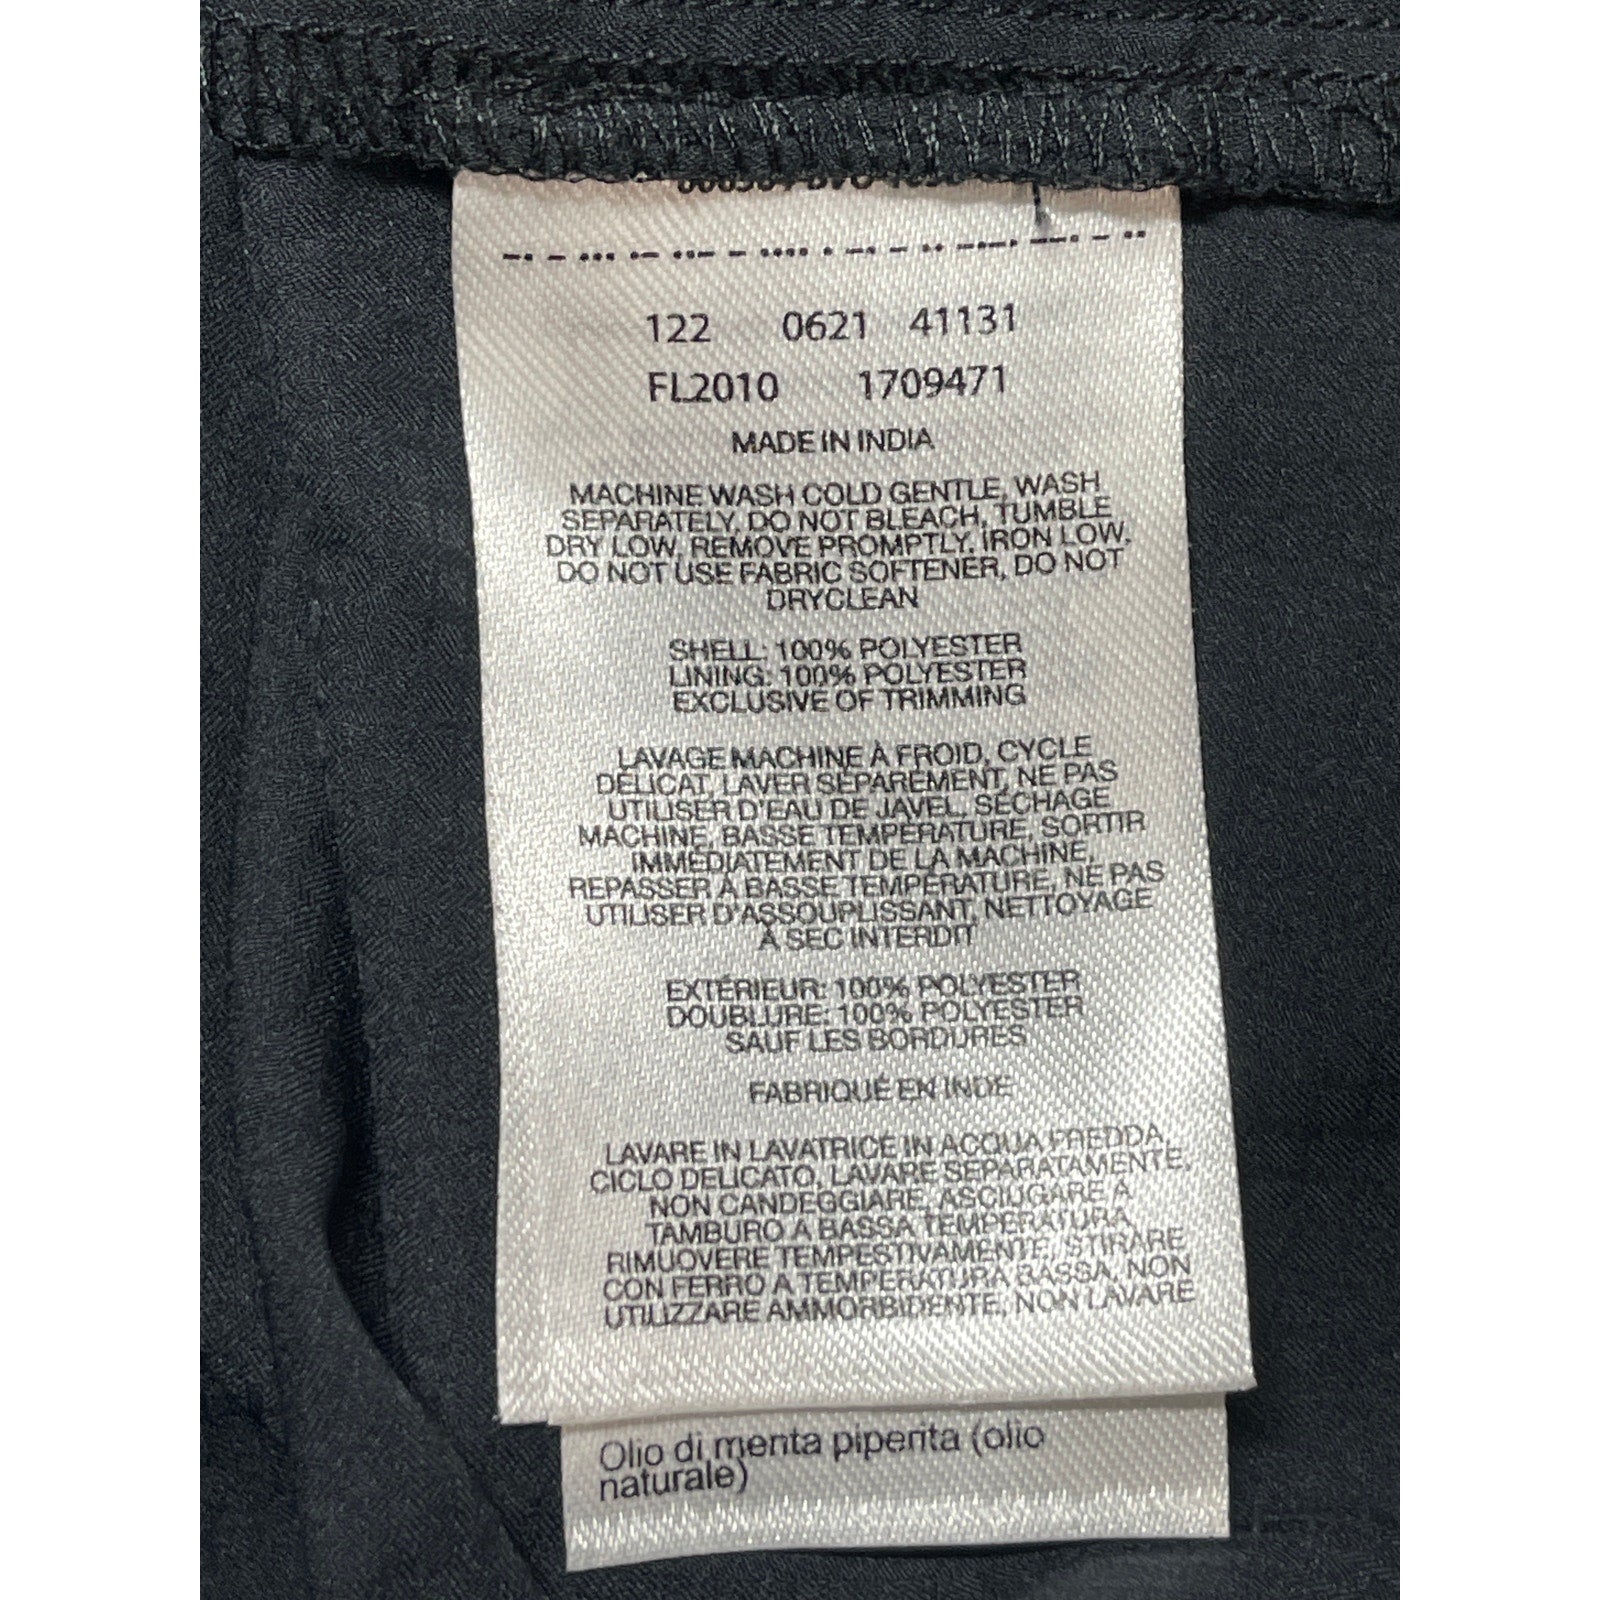 122 0621 41131
FL2010 1709471
MADE IN INDIA
MACHINE WASH COLD GENTLE, WASH
SEPARATELY, DO NOT BLEACH, TUMBLE
DRY LOW, REMOVE PROMPTLY, IRON LOW,
DO NOT USE FABRIC SOFTENER, DO NOT
DRYCLEAN
SHELL: 100% POLYESTER
LINING: 100% POLYESTER
EXCLUSIVE OF TRIMMING
LAVAGE MACHINE À FROID, CYCLE
DÉLICAT, LAVER SÉPARÉMENT, NE PAS
UTILISER D'EAU DE JAVEL, SÉCHAGE
MACHINE, BASSE TEMPÉRATURE, SORTIR
IMMÉDIATEMENT DE LA MACHINE,
REPASSER À BASSE TEMPÉRATURE, NE PAS
UTILISER D'ASSOUPLISSANT, NETTOYAGE
À SEC INTERDIT
EXTÉRIEUR: 100% POLYESTER
DOUBLURE: 100% POLYESTER
SAUF LES BORDURES
FABRIQUÉ EN INDE
LAVARE IN LAVATRICE IN ACQUA FREDDA,
CICLO DELICATO, LAVARE SEPARATAMENTE,
NON CANDEGGIARE, ASCIUGARE A
TAMBURO A BASSA TEMPERATURA,
RIMUOVERE TEMPESTIVAMENTE, STIRARE
CON FERRO A TEMPERATURA BASSA, NON
UTILIZZARE AMMORBIDENTE, NON LAVARE
Olio di menta piperita (olio
naturale)